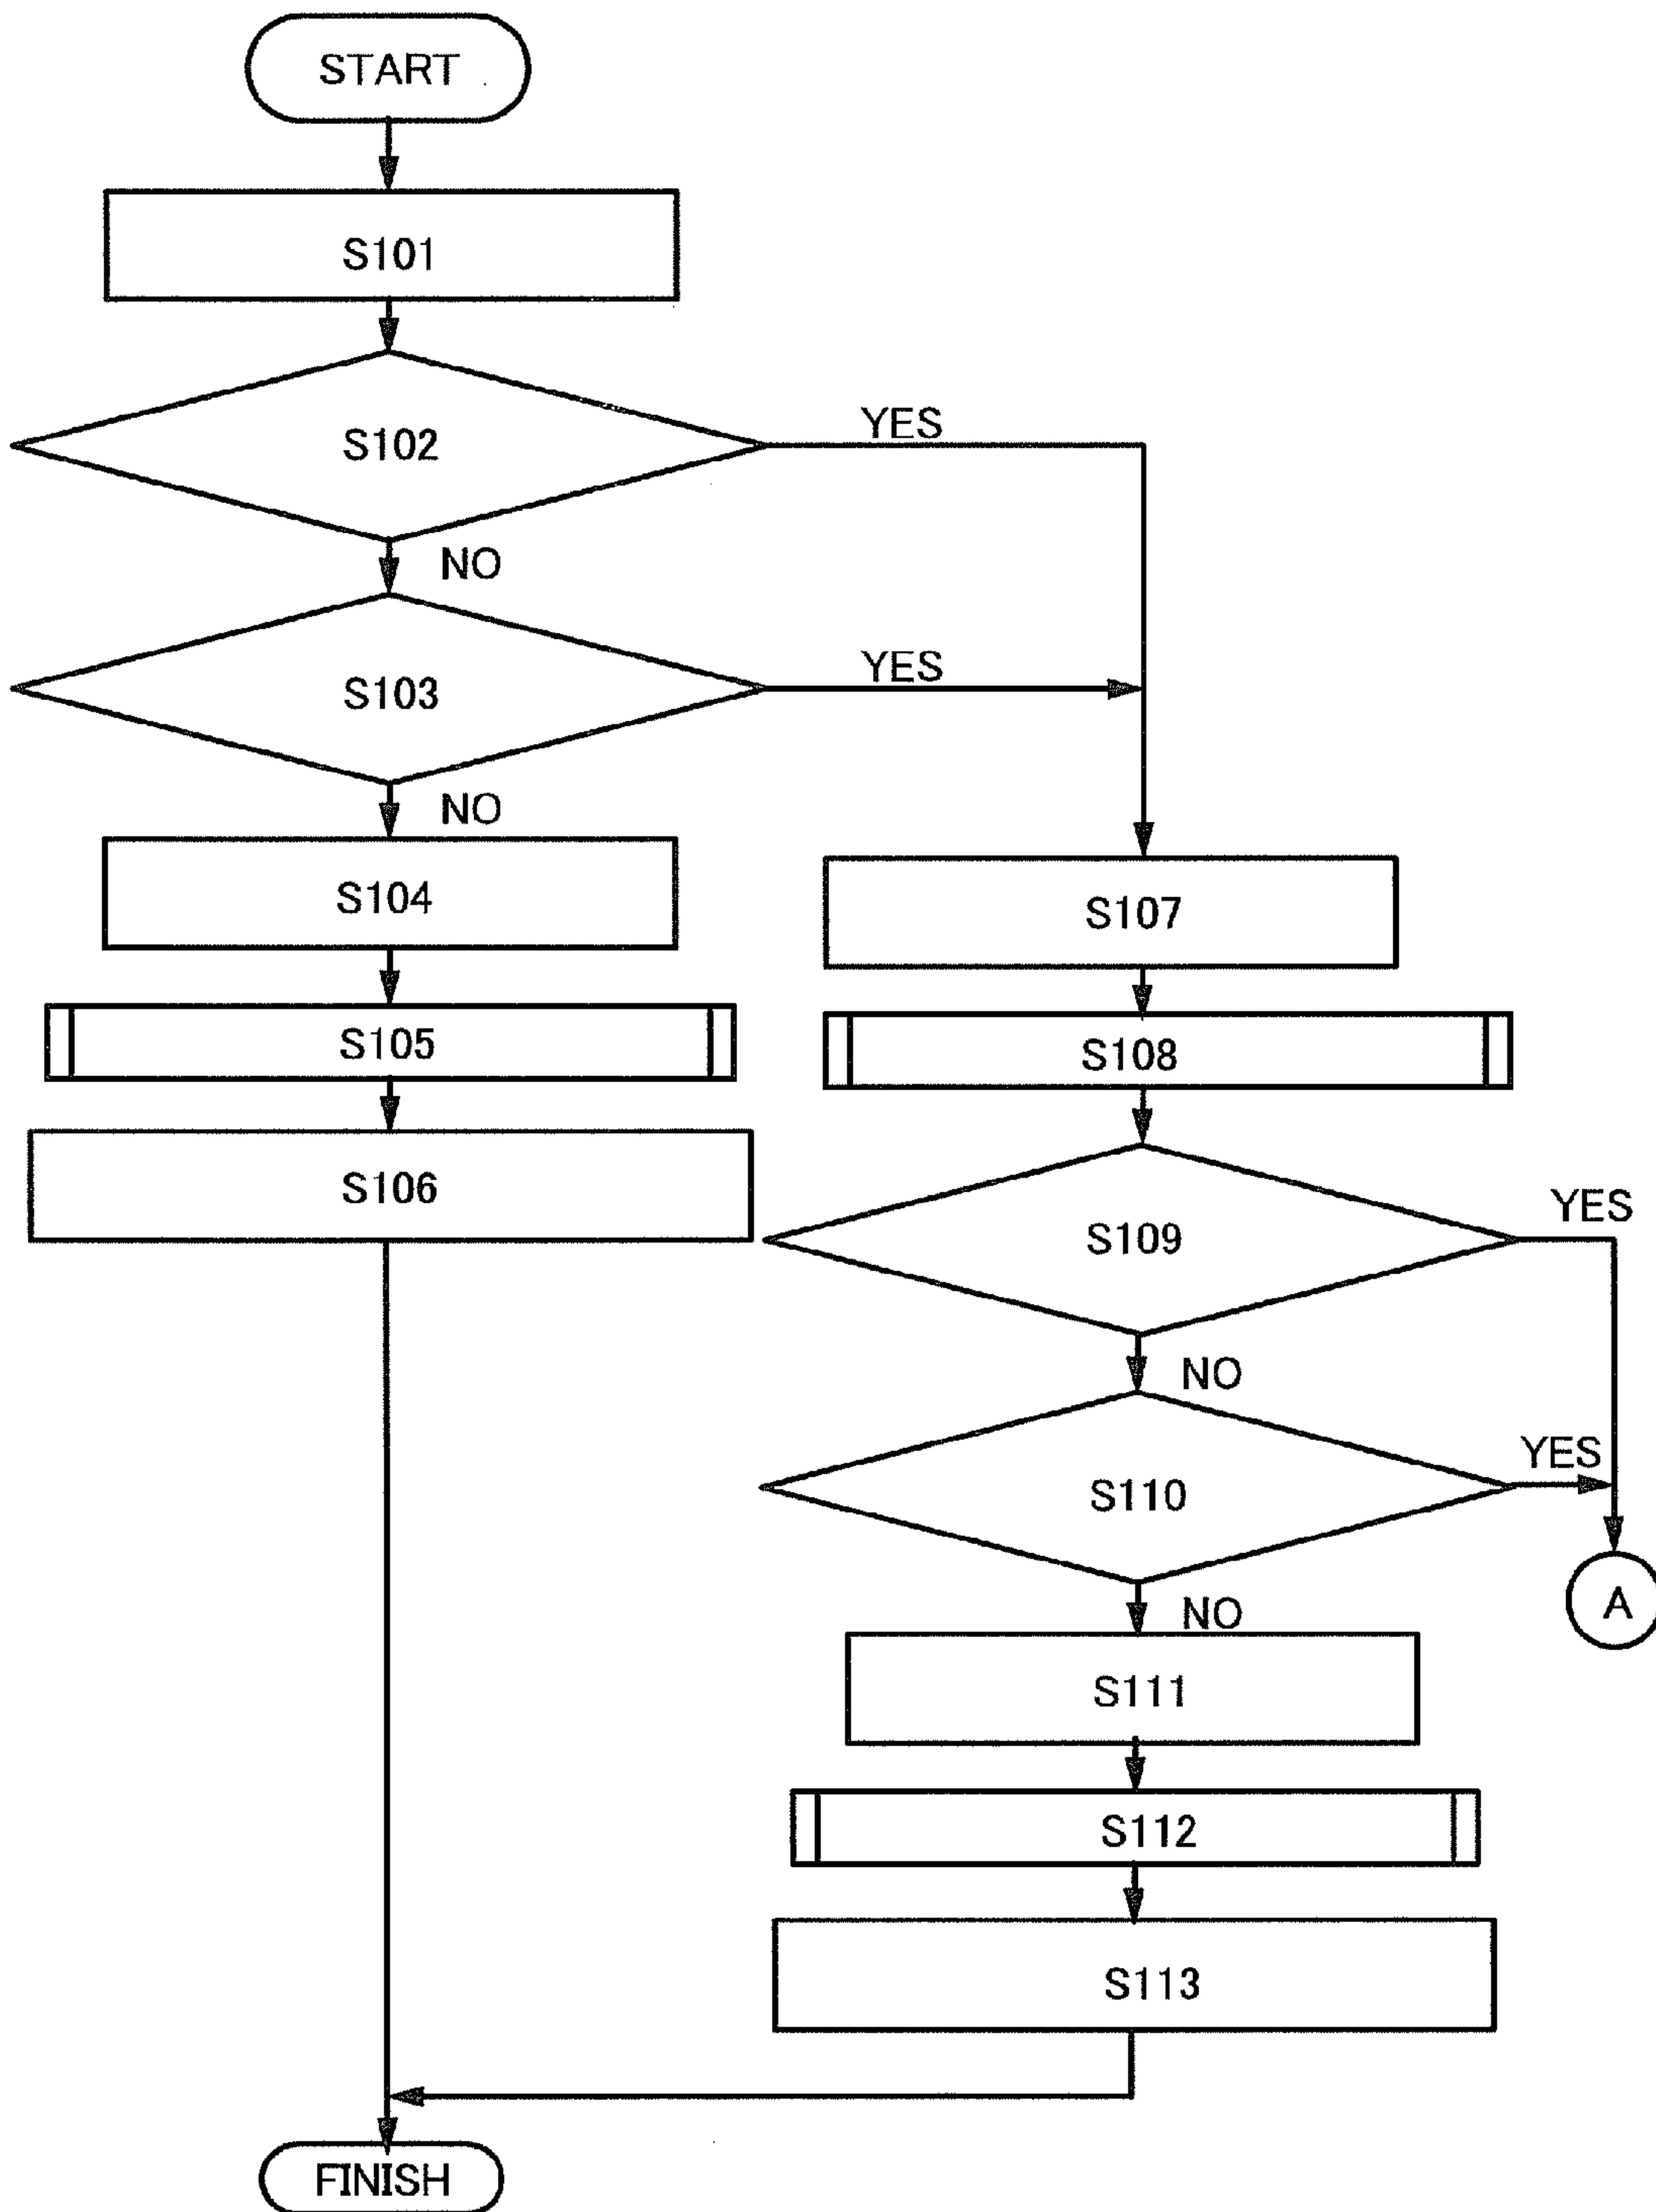 START
S101
S102
YES
NO
S103
YES
NO
S104
S105
S106
S107
S108
S109
YES
NO
S110
YES
A
NO
S111
S112
S113
FINISH